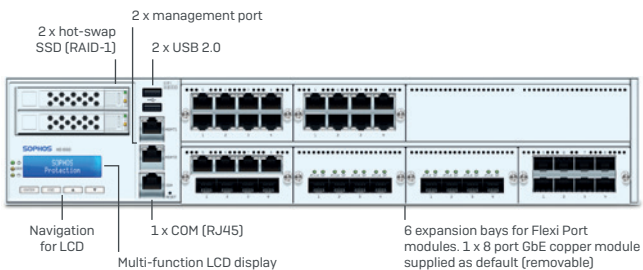 2 x management port
2 x hot-swap
SSD (RAID-1)
2 x USB 2.0
SOPHOS
SOPHOS
Protection
Navigation
for LCD
1 x COM (RJ45)
Multi-function LCD display
6 expansion bays for Flexi Port
modules. 1 x 8 port GbE copper module
supplied as default (removable)